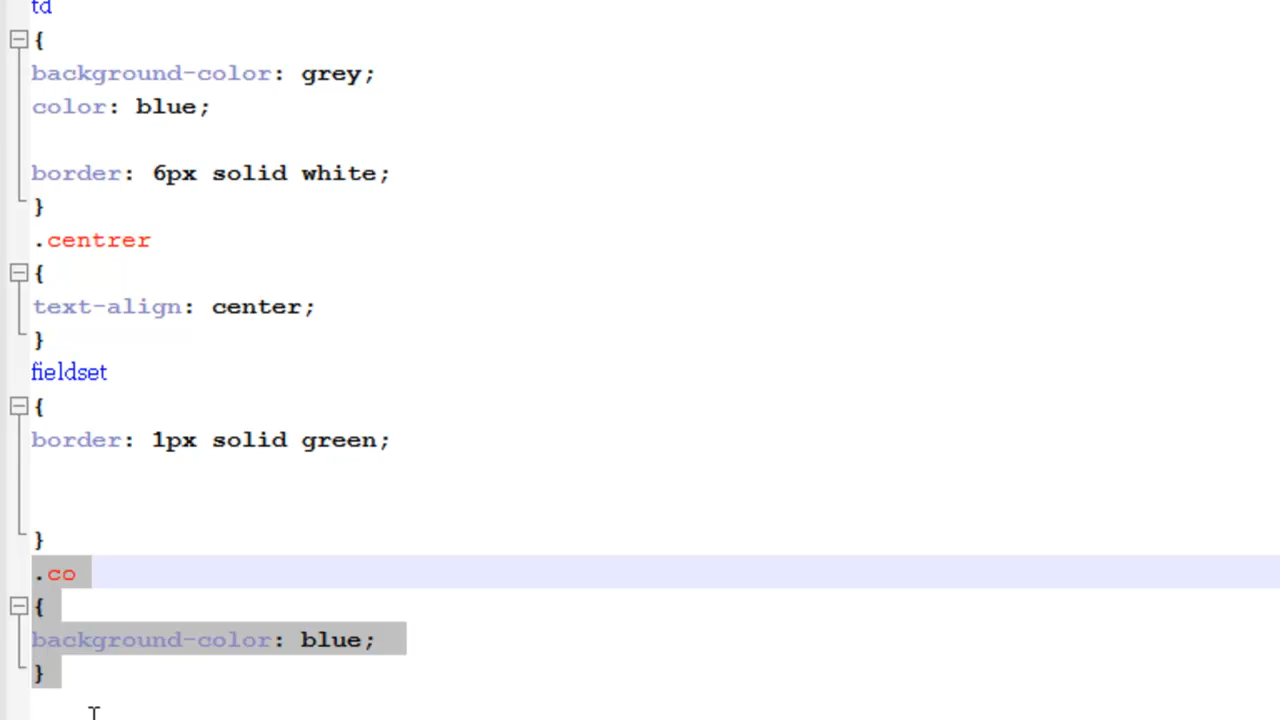 td
{
background-color: grey;
color: blue;
border: 6px solid white;
}
.centrer
{
text-align: center;
}
fieldset
{
border: 1px solid green;
}
.co
{
background-color: blue;
}